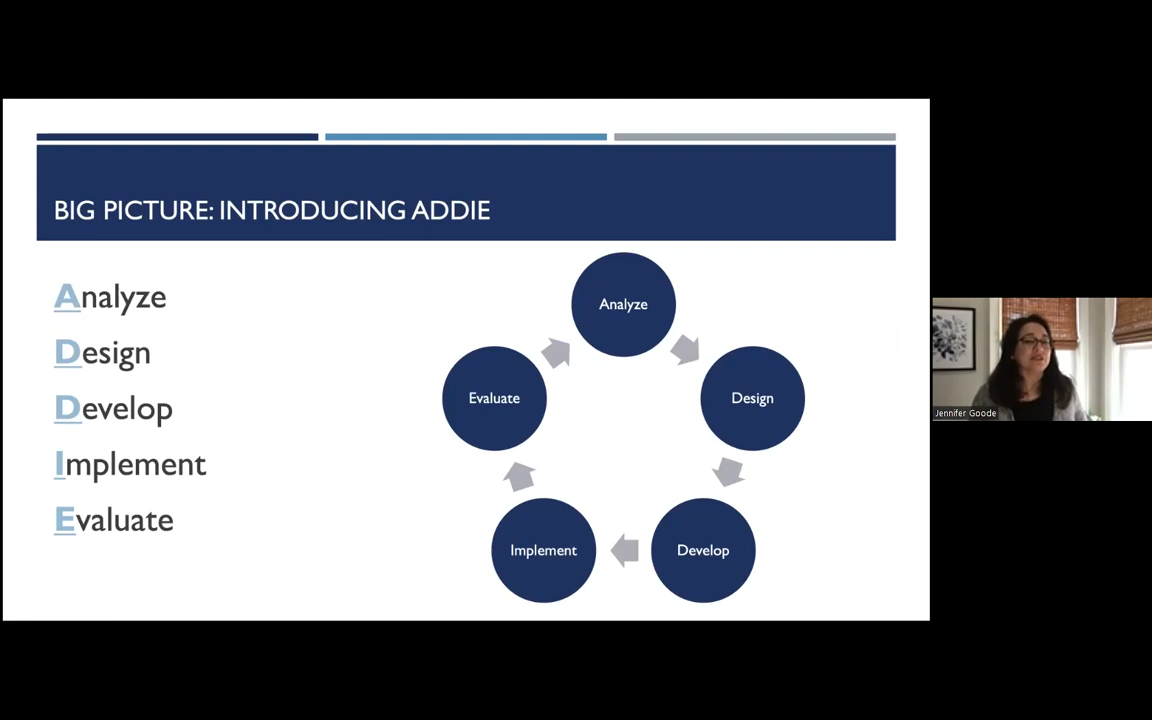 BIG PICTURE: INTRODUCING ADDIE
Analyze
Design
Develop
Implement
Evaluate
Analyze
Design
Develop
Implement
Evaluate
Jennifer Goode